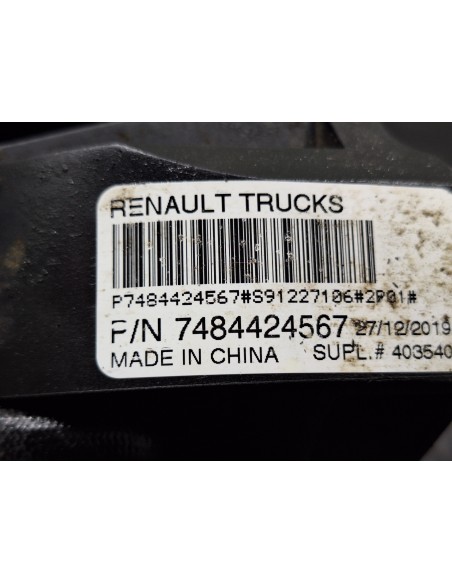 RENAULT TRUCKS
P7484424567#S91227106#2P01#
P/N 7484424567 27/12/2019
MADE IN CHINA SUPL.# 403540